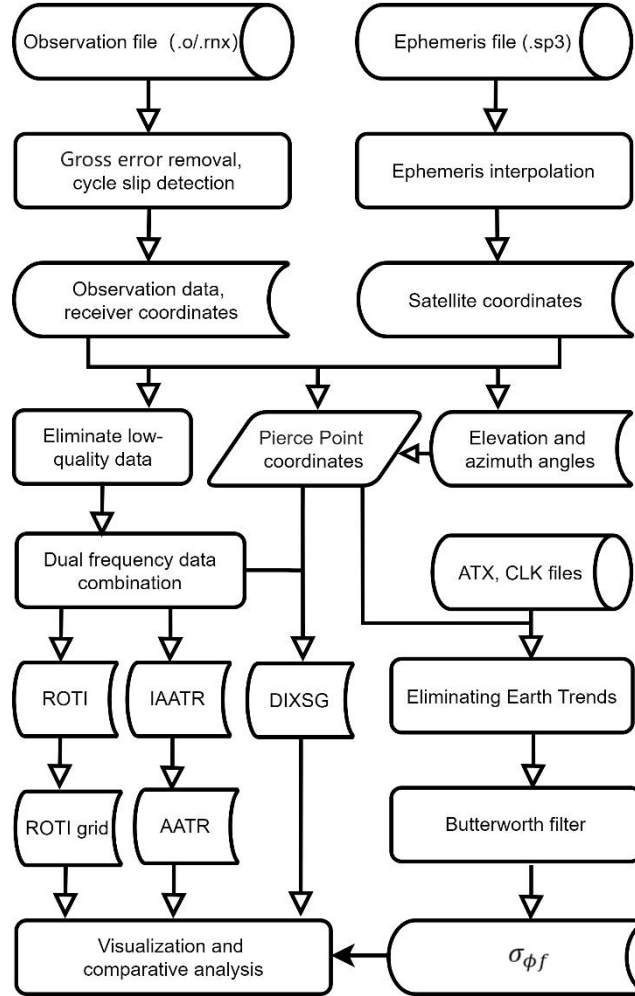 Observation file (.o/.rnx)
Ephemeris file (.sp3)
Gross error removal,
cycle slip detection
Ephemeris interpolation
Observation data,
receiver coordinates
Satellite coordinates
Eliminate low-
quality data
Pierce Point
coordinates
Elevation and
azimuth angles
Dual frequency data
combination
ATX, CLK files
ROTI
IAATR
DIXSG
Eliminating Earth Trends
ROTI grid
AATR
Butterworth filter
Visualization and
comparative analysis
σϕf